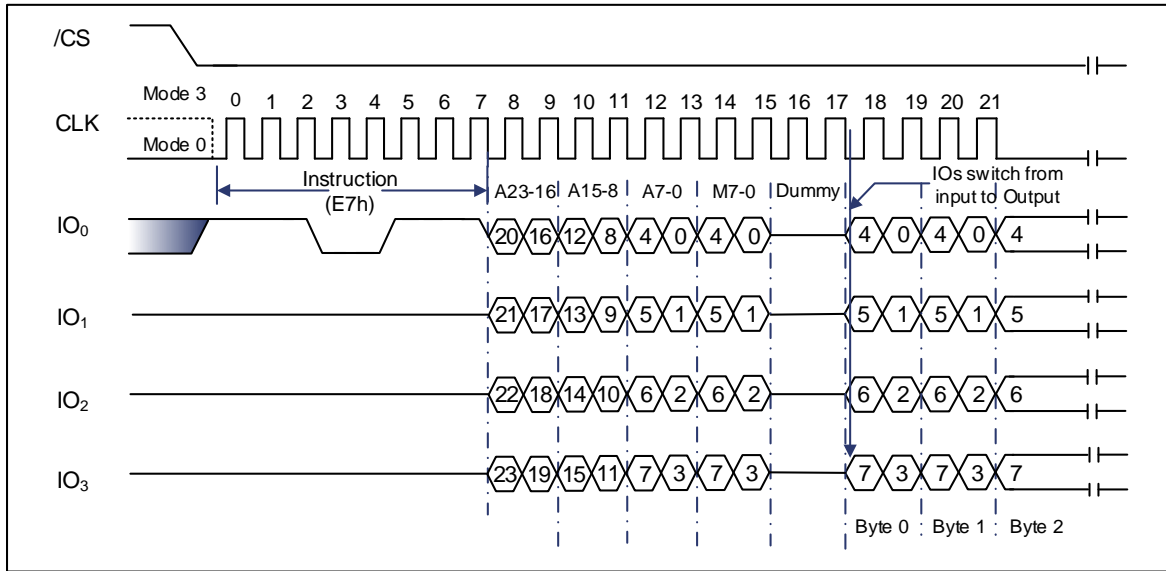 /CS
Mode 3
0 1 2 3 4 5 6 7 8 9 10 11 12 13 14 15 16 17 18 19 20 21
CLK
Mode 0
Instruction
(E7h)
A23-16 A15-8 A7-0 M7-0 Dummy
IOs switch from
input to Output
IO0 20 16 12 8 4 0 4 0 4 0 4 0 4
IO1 21 17 13 9 5 1 5 1 5 1 5 1 5
IO2 22 18 14 10 6 2 6 2 6 2 6 2 6
IO3 23 19 15 11 7 3 7 3 7 3 7 3 7
Byte 0 Byte 1 Byte 2